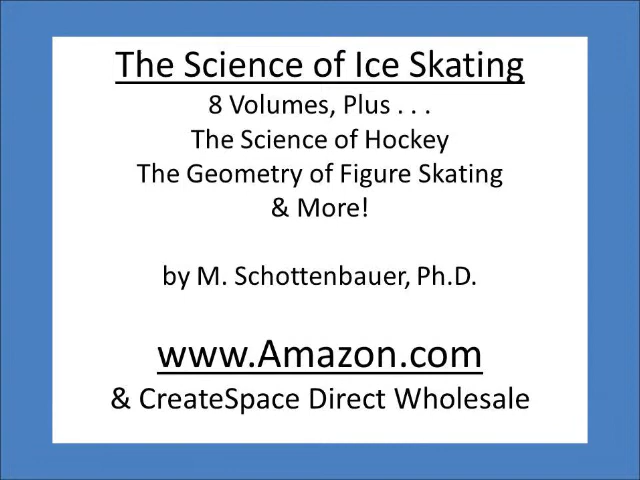 The Science of Ice Skating
8 Volumes, Plus . . .
The Science of Hockey
The Geometry of Figure Skating
& More!
by M. Schottenbauer, Ph.D.
www.Amazon.com
& CreateSpace Direct Wholesale